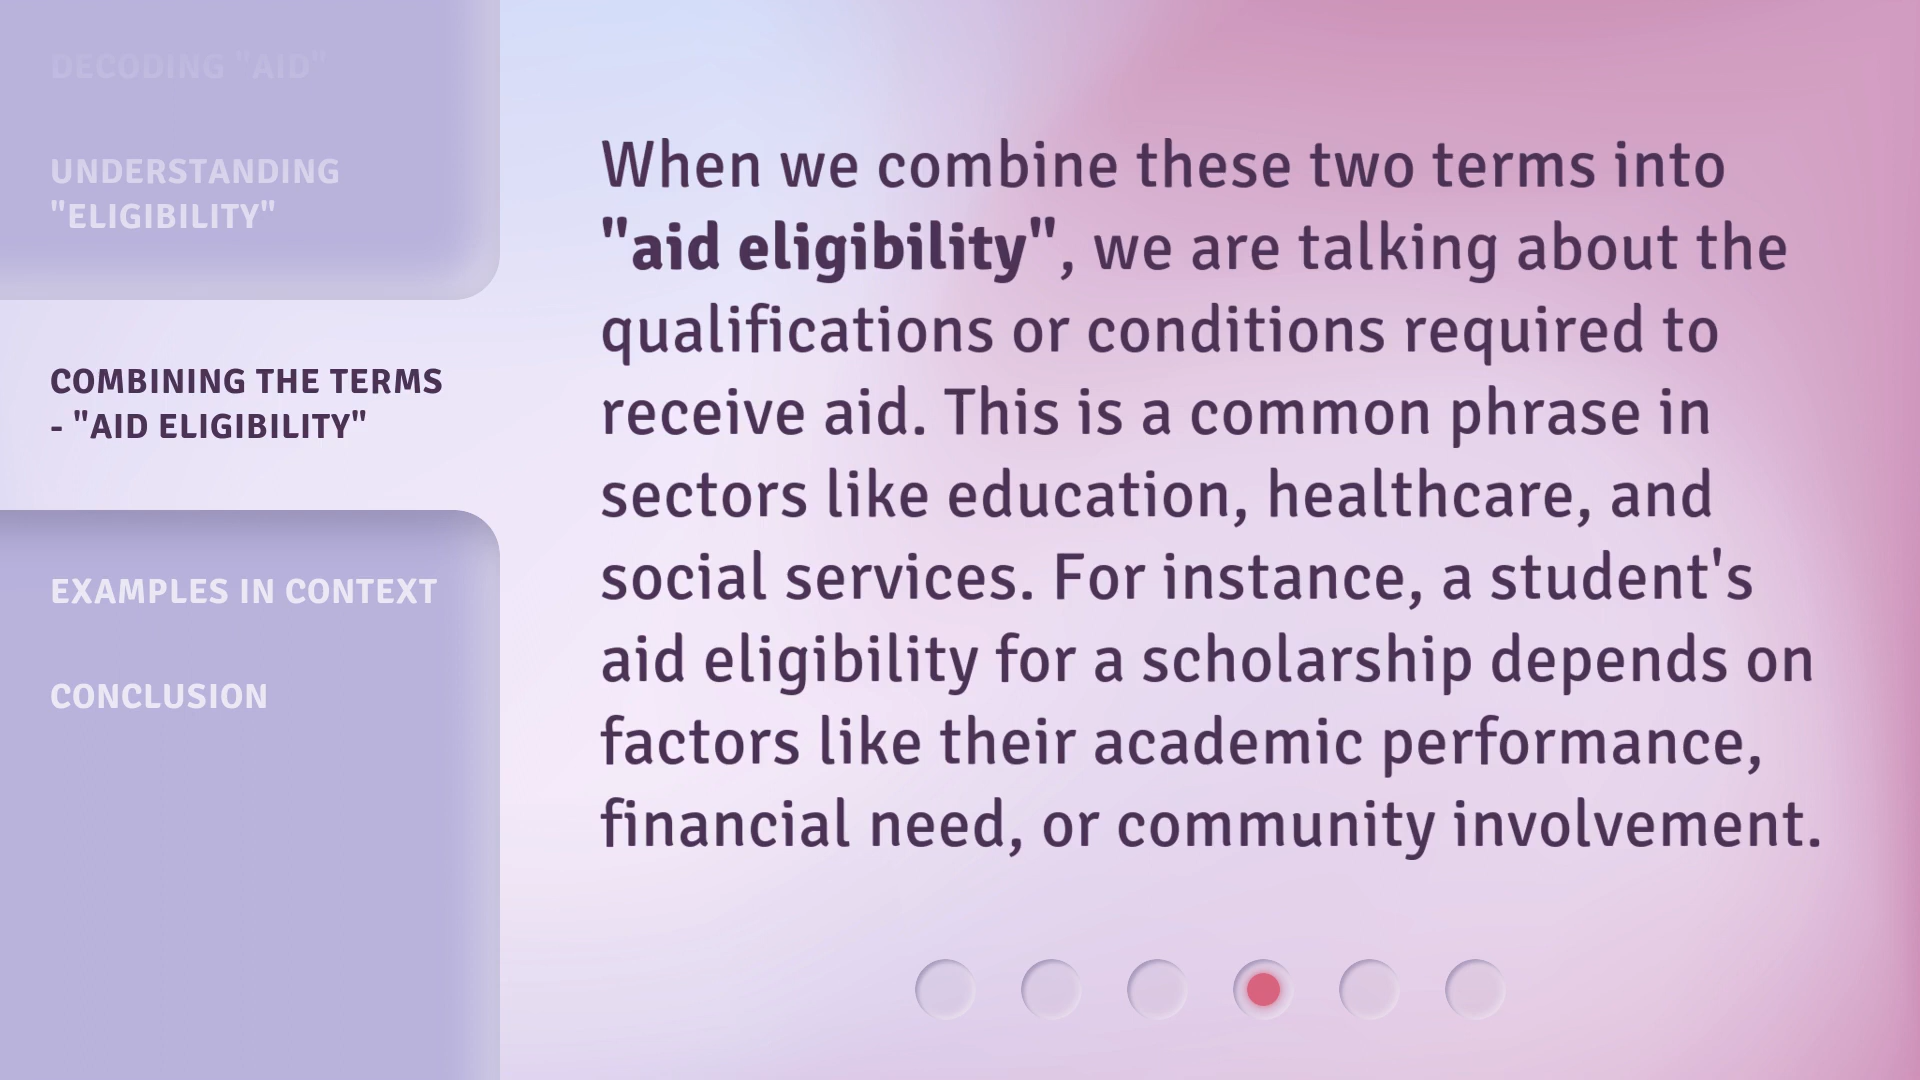 DECODING "AID"
UNDERSTANDING
"ELIGIBILITY"
COMBINING THE TERMS
- "AID ELIGIBILITY"
EXAMPLES IN CONTEXT
CONCLUSION
When we combine these two terms into
"aid eligibility", we are talking about the
qualifications or conditions required to
receive aid. This is a common phrase in
sectors like education, healthcare, and
social services. For instance, a student's
aid eligibility for a scholarship depends on
factors like their academic performance,
financial need, or community involvement.